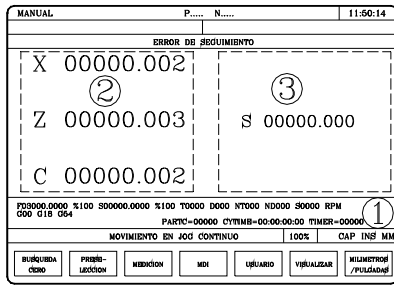 MANUAL P..... N..... 11:50:14
ERROR DE SEGUIMIENTO
X 00000.002
2
3
Z 00000.003
S 00000.000
C 00000.002
F03000.0000 %100 S00000.0000 %100 T0000 D000 NT000 ND000 S0000 RPM
G00 G18 G64
PARTC=00000 CYTIME=00:00:00:00 TIMER=00000
1
MOVIMIENTO EN JOG CONTINUO 100% CAP INS MM
BUSQUEDA CERO
PRESE-LECCION
MEDICION
MDI
USUARIO
VISUALIZAR
MILIMETROS /PULGADAS